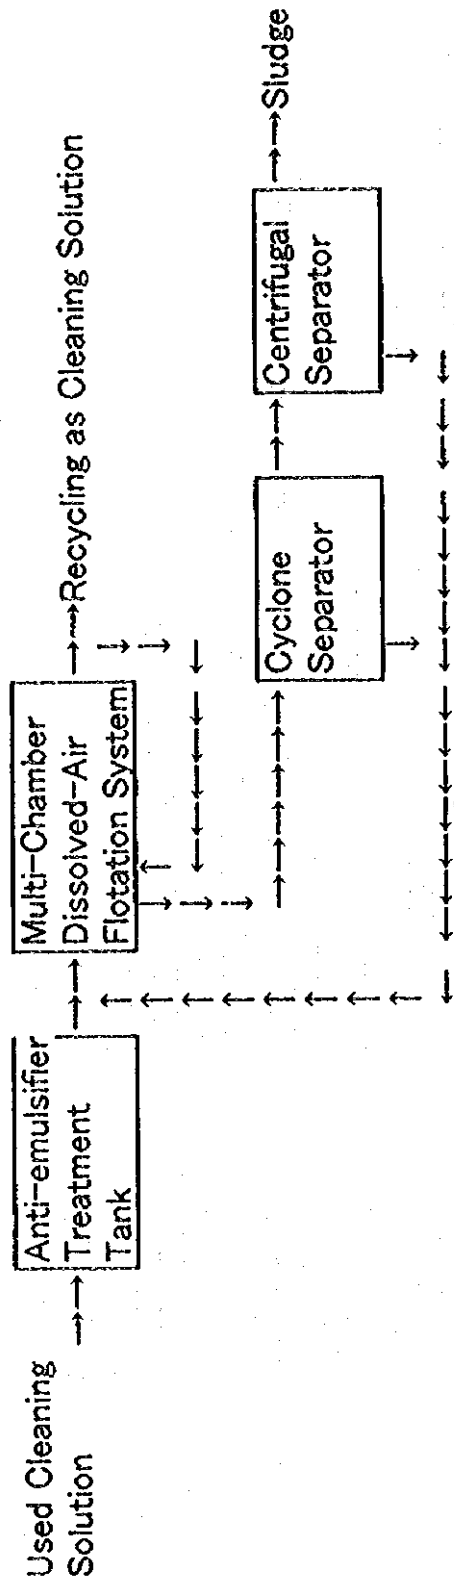 Used Cleaning
Solution
Anti-emulsifier
Treatment
Tank
Multi-Chamber
Dissolved-Air
Flotation System
Recycling as Cleaning Solution
Cyclone
Separator
Centrifugal
Separator
Sludge